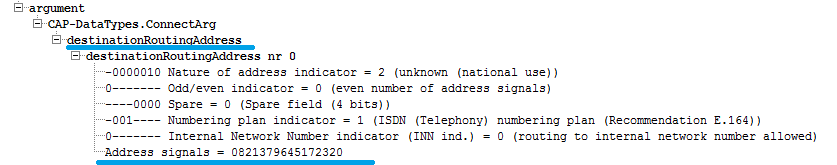 argument
CAP-DataTypes.ConnectArg
destinationRoutingAddress
destinationRoutingAddress nr 0
-0000010 Nature of address indicator = 2 (unknown (national use))
0------- Odd/even indicator = 0 (even number of address signals)
----0000 Spare = 0 (Spare field (4 bits))
-001---- Numbering plan indicator = 1 (ISDN (Telephony) numbering plan (Recommendation E.164))
0------- Internal Network Number indicator (INN ind.) = 0 (routing to internal network number allowed)
Address signals = 0821379645172320